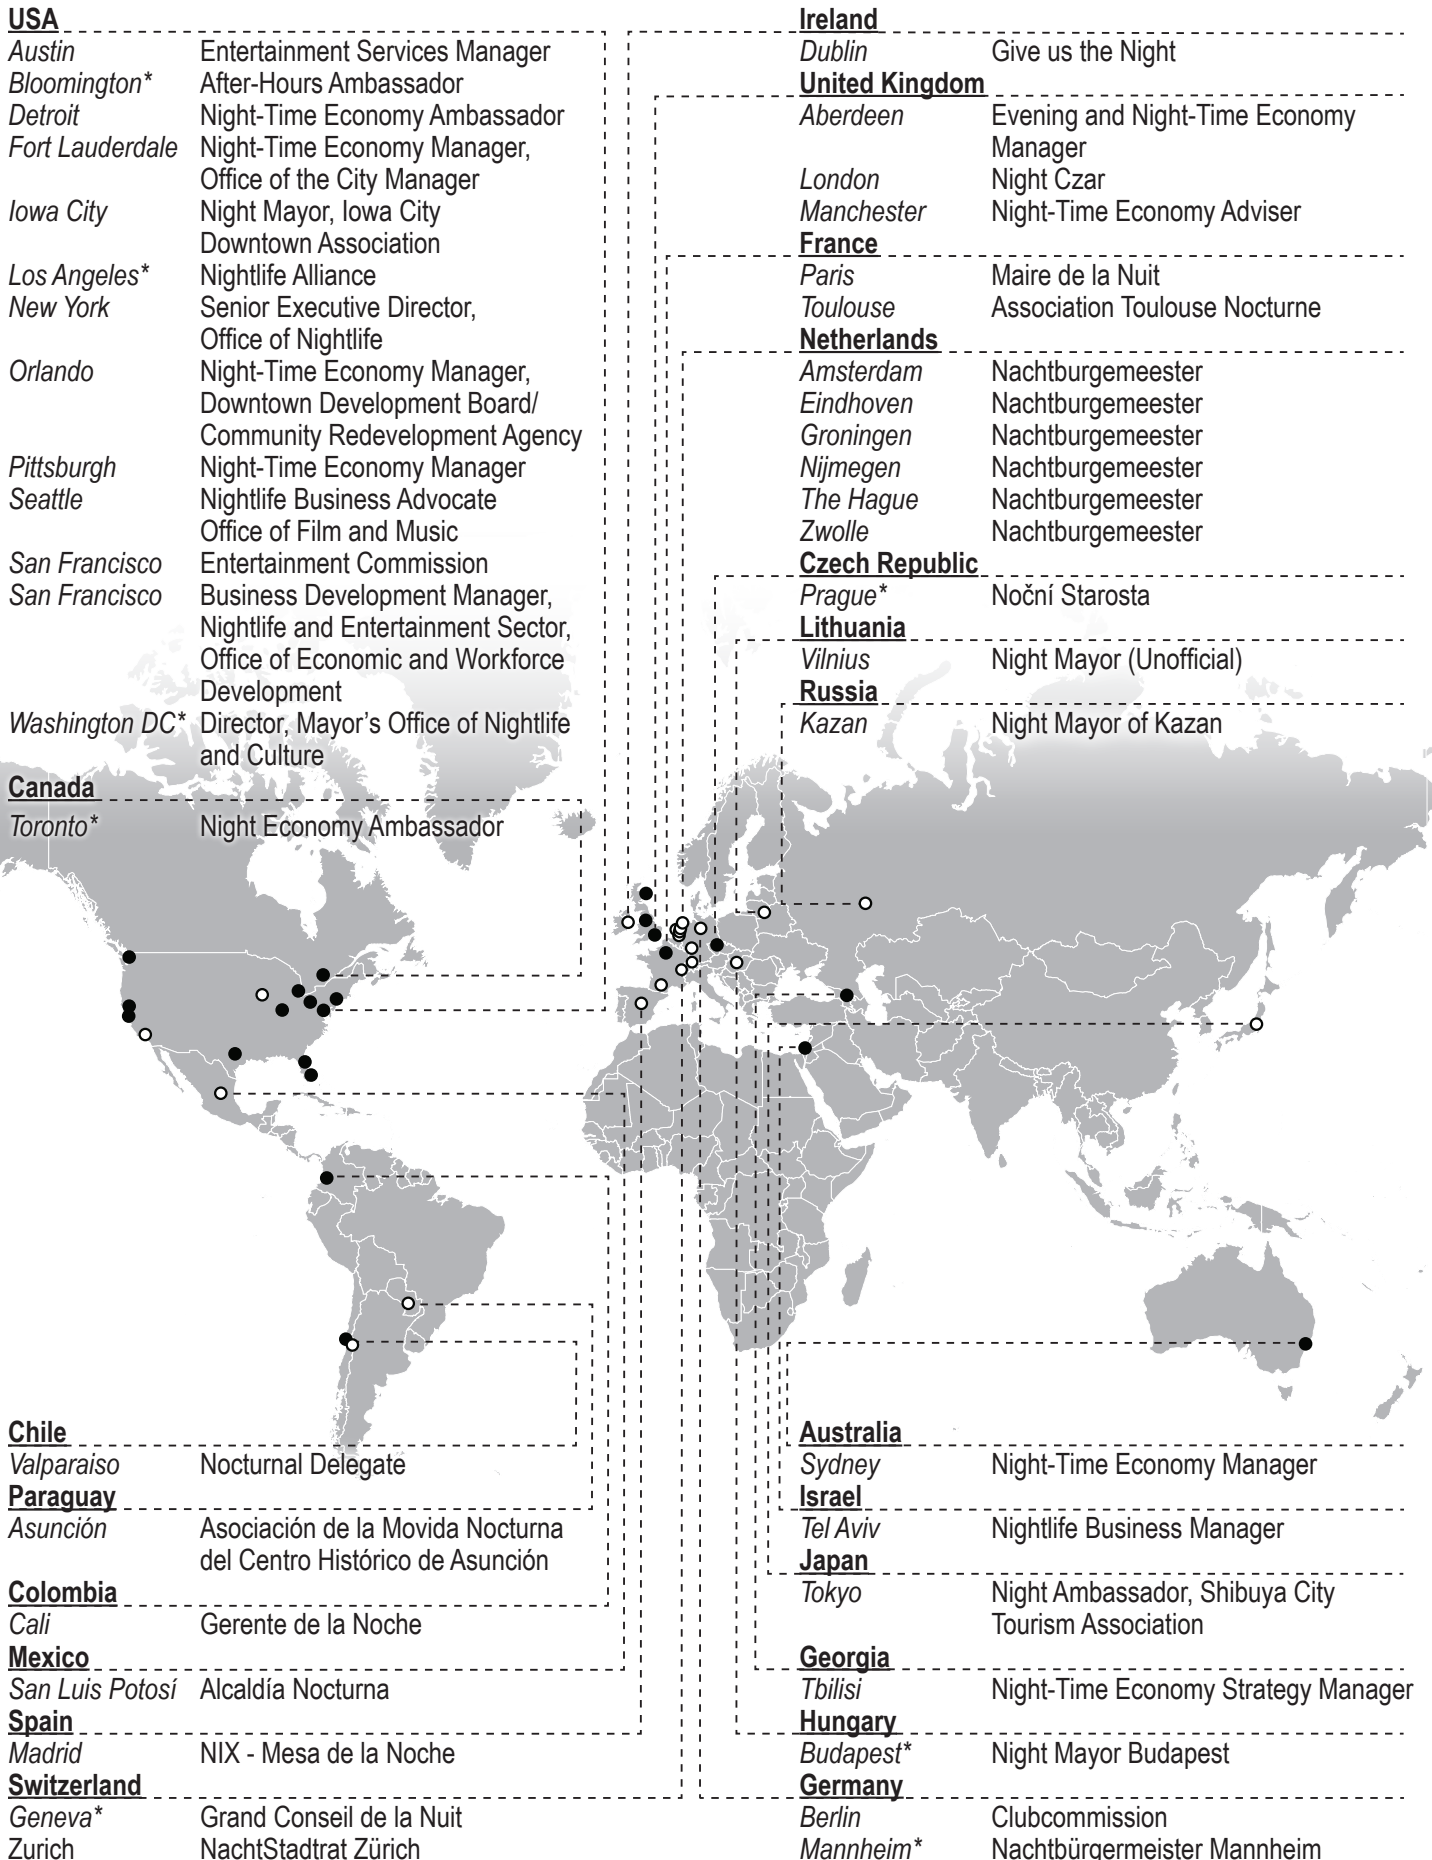 USA
Austin Entertainment Services Manager
Bloomington* After-Hours Ambassador
Detroit Night-Time Economy Ambassador
Fort Lauderdale Night-Time Economy Manager,
Office of the City Manager
Iowa City Night Mayor, Iowa City
Downtown Association
Los Angeles* Nightlife Alliance
New York Senior Executive Director,
Office of Nightlife
Orlando Night-Time Economy Manager,
Downtown Development Board/
Community Redevelopment Agency
Pittsburgh Night-Time Economy Manager
Seattle Nightlife Business Advocate
Office of Film and Music
San Francisco Entertainment Commission
San Francisco Business Development Manager,
Nightlife and Entertainment Sector,
Office of Economic and Workforce
Development
Washington DC* Director, Mayor's Office of Nightlife
and Culture
Canada
Toronto* Night Economy Ambassador
Ireland
Dublin Give us the Night
United Kingdom
Aberdeen Evening and Night-Time Economy
Manager
London Night Czar
Manchester Night-Time Economy Adviser
France
Paris Maire de la Nuit
Toulouse Association Toulouse Nocturne
Netherlands
Amsterdam Nachtburgemeester
Eindhoven Nachtburgemeester
Groningen Nachtburgemeester
Nijmegen Nachtburgemeester
The Hague Nachtburgemeester
Zwolle Nachtburgemeester
Czech Republic
Prague* Noční Starosta
Lithuania
Vilnius Night Mayor (Unofficial)
Russia
Kazan Night Mayor of Kazan
Chile
Valparaiso Nocturnal Delegate
Paraguay
Asunción Asociación de la Movida Nocturna
del Centro Histórico de Asunción
Colombia
Cali Gerente de la Noche
Mexico
San Luis Potosí Alcaldía Nocturna
Spain
Madrid NIX - Mesa de la Noche
Switzerland
Geneva* Grand Conseil de la Nuit
Zurich NachtStadtrat Zürich
Australia
Sydney Night-Time Economy Manager
Israel
Tel Aviv Nightlife Business Manager
Japan
Tokyo Night Ambassador, Shibuya City
Tourism Association
Georgia
Tbilisi Night-Time Economy Strategy Manager
Hungary
Budapest* Night Mayor Budapest
Germany
Berlin Clubcommission
Mannheim* Nachtbürgermeister Mannheim